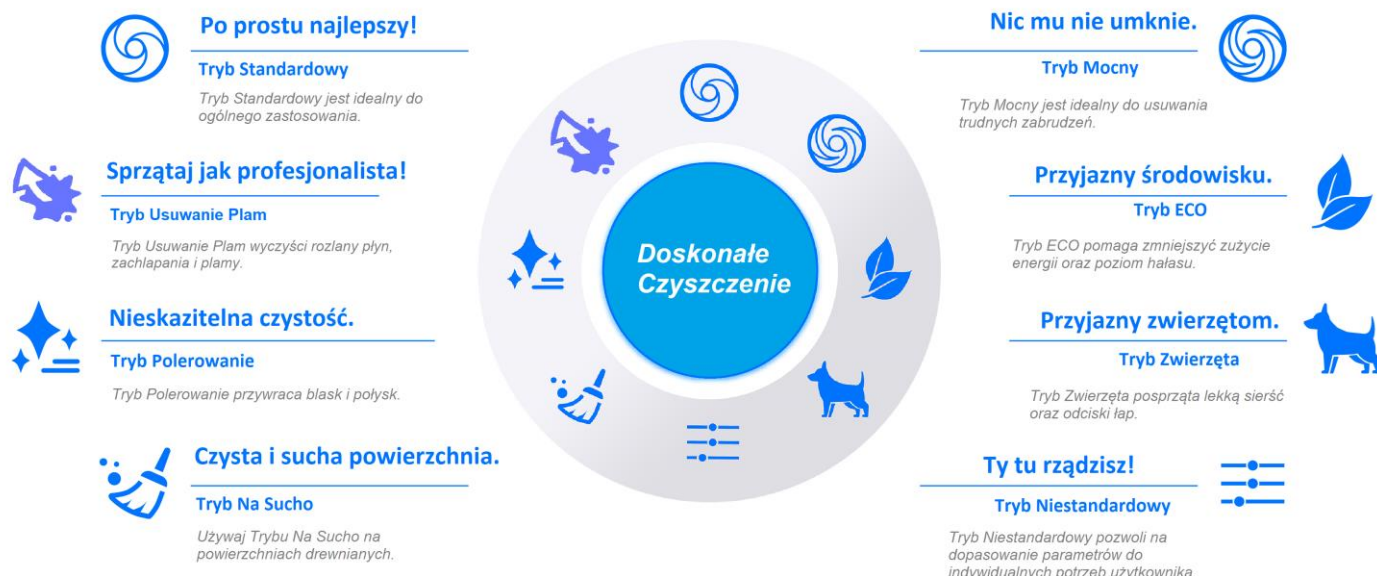 Po prostu najlepszy!
Tryb Standardowy
Tryb Standardowy jest idealny do
ogólnego zastosowania.
Sprzątaj jak profesjonalista!
Tryb Usuwanie Plam
Tryb Usuwanie Plam wyczyści rozlany płyn,
zachlapania i plamy.
Nieskazitelna czystość.
Tryb Polerowanie
Tryb Polerowanie przywraca blask i połysk.
Czysta i sucha powierzchnia.
Tryb Na Sucho
Używaj Trybu Na Sucho na
powierzchniach drewnianych.
Doskonałe
Czyszczenie
Nic mu nie umknie.
Tryb Mocny
Tryb Mocny jest idealny do usuwania
trudnych zabrudzeń.
Przyjazny środowisku.
Tryb ECO
Tryb ECO pomaga zmniejszyć zużycie
energii oraz poziom hałasu.
Przyjazny zwierzętom.
Tryb Zwierzęta
Tryb Zwierzęta posprząta lekką sierść
oraz odciski łap.
Ty tu rządzisz!
Tryb Niestandardowy
Tryb Niestandardowy pozwoli na
dopasowanie parametrów do
indywidualnych potrzeb użytkownika